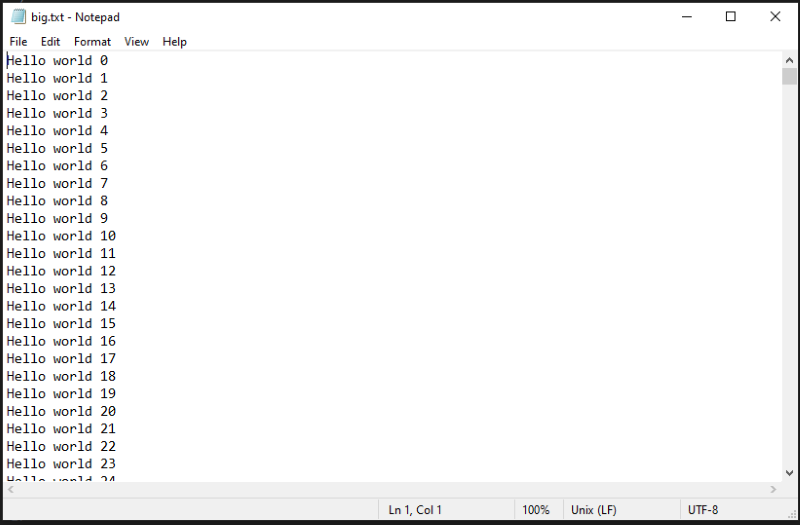 big.txt - Notepad
File Edit Format View Help
Hello world 0
Hello world 1
Hello world 2
Hello world 3
Hello world 4
Hello world 5
Hello world 6
Hello world 7
Hello world 8
Hello world 9
Hello world 10
Hello world 11
Hello world 12
Hello world 13
Hello world 14
Hello world 15
Hello world 16
Hello world 17
Hello world 18
Hello world 19
Hello world 20
Hello world 21
Hello world 22
Hello world 23
Hello world 24
Ln 1, Col 1 100% Unix (LF) UTF-8